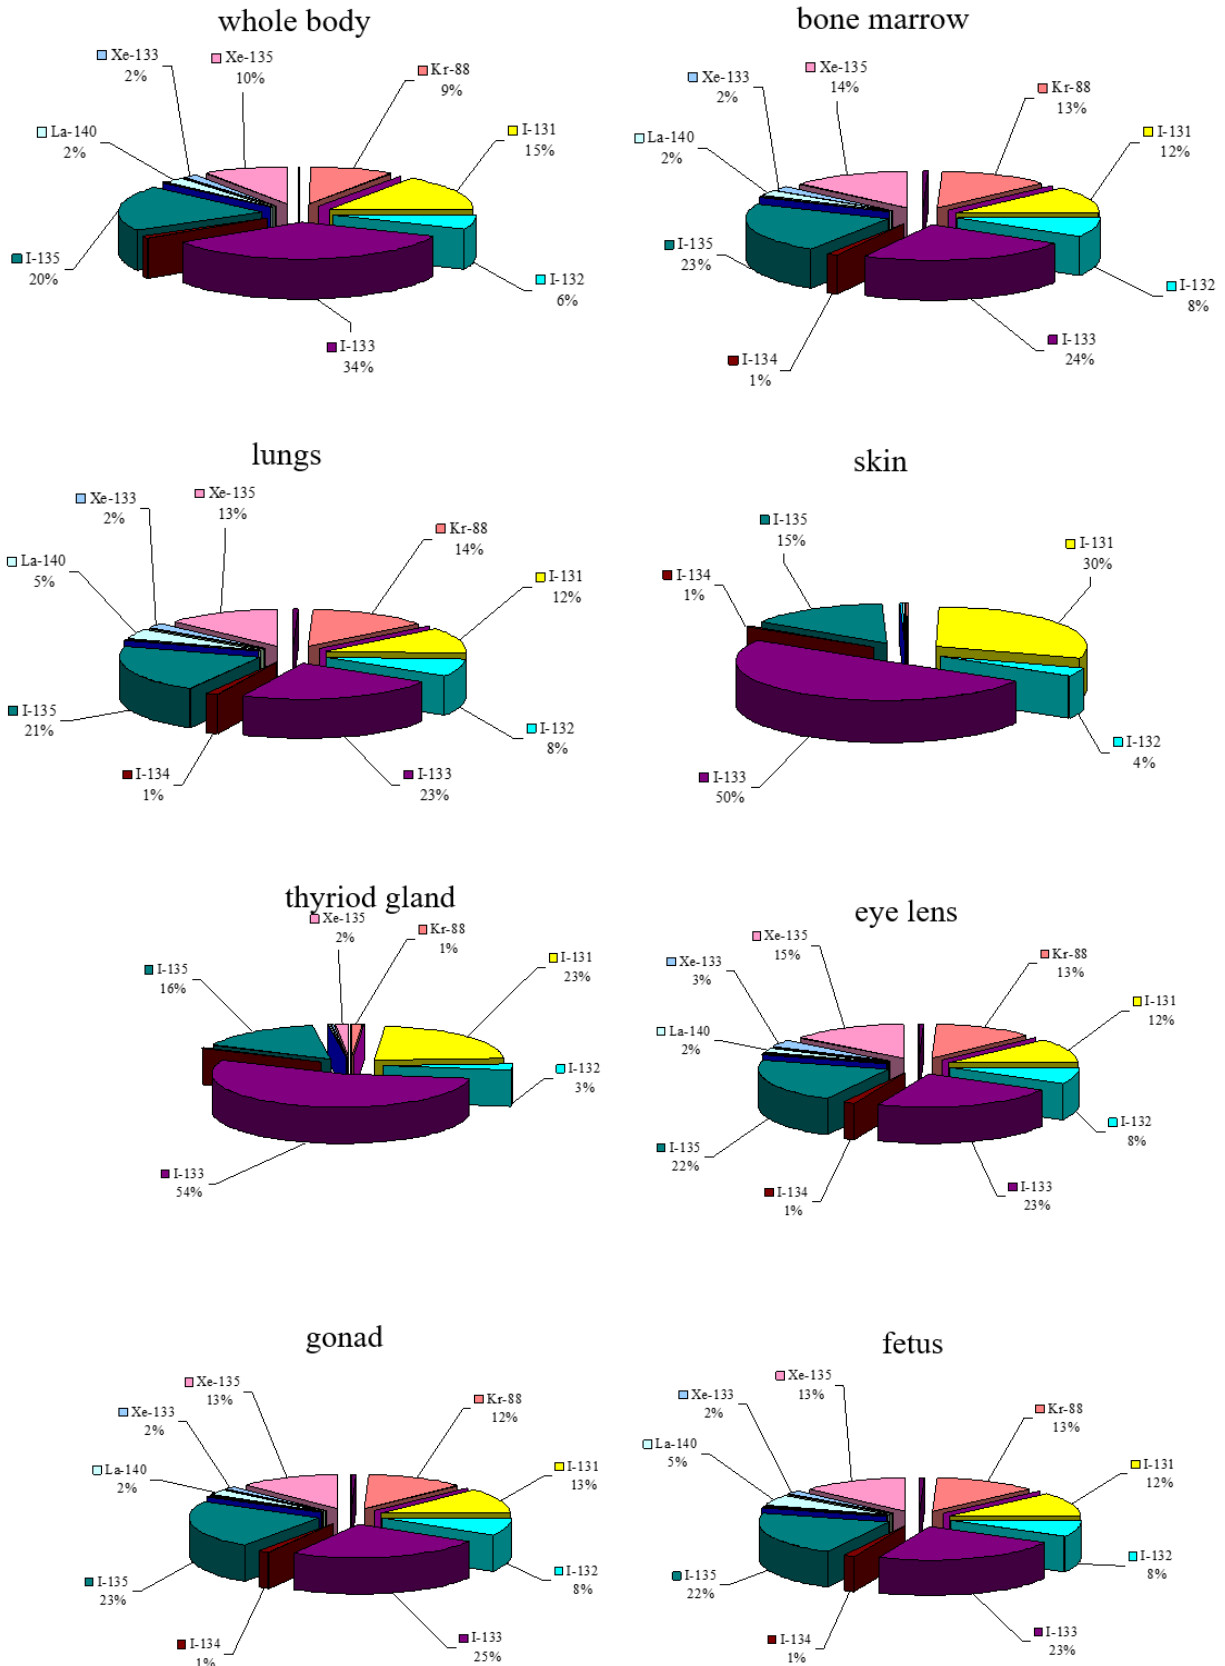 whole body
Xe-133
2%
Xe-135
10%
Kr-88
9%
La-140
2%
I-131
15%
I-135
20%
I-132
6%
I-133
34%
bone marrow
Xe-133
2%
Xe-135
14%
Kr-88
13%
La-140
2%
I-131
12%
I-135
23%
I-132
8%
I-134
1%
I-133
24%
lungs
Xe-133
2%
Xe-135
13%
Kr-88
14%
La-140
5%
I-131
12%
I-135
21%
I-132
8%
I-134
1%
I-133
23%
skin
I-135
15%
I-131
30%
I-134
1%
I-132
4%
I-133
50%
thyriod gland
Xe-135
2%
Kr-88
1%
I-135
16%
I-131
23%
I-132
3%
I-133
54%
eye lens
Xe-135
15%
Xe-133
3%
Kr-88
13%
La-140
2%
I-131
12%
I-135
22%
I-132
8%
I-134
1%
I-133
23%
gonad
Xe-135
13%
Xe-133
2%
Kr-88
12%
La-140
2%
I-131
13%
I-135
23%
I-132
8%
I-134
1%
I-133
25%
fetus
Xe-135
13%
Xe-133
2%
Kr-88
13%
La-140
5%
I-131
12%
I-135
22%
I-132
8%
I-134
1%
I-133
23%